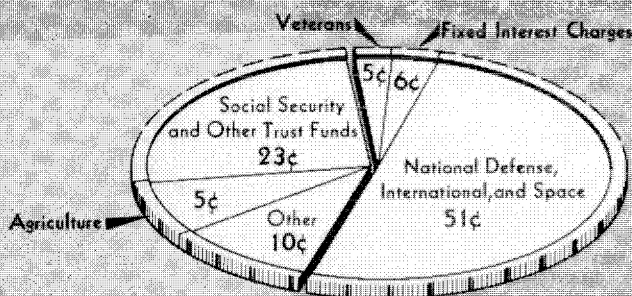 Veterans
Fixed Interest Charges
5¢
6¢
Social Security
and Other Trust Funds
23¢
National Defense,
International, and Space
51¢
Agriculture
5¢
Other
10¢